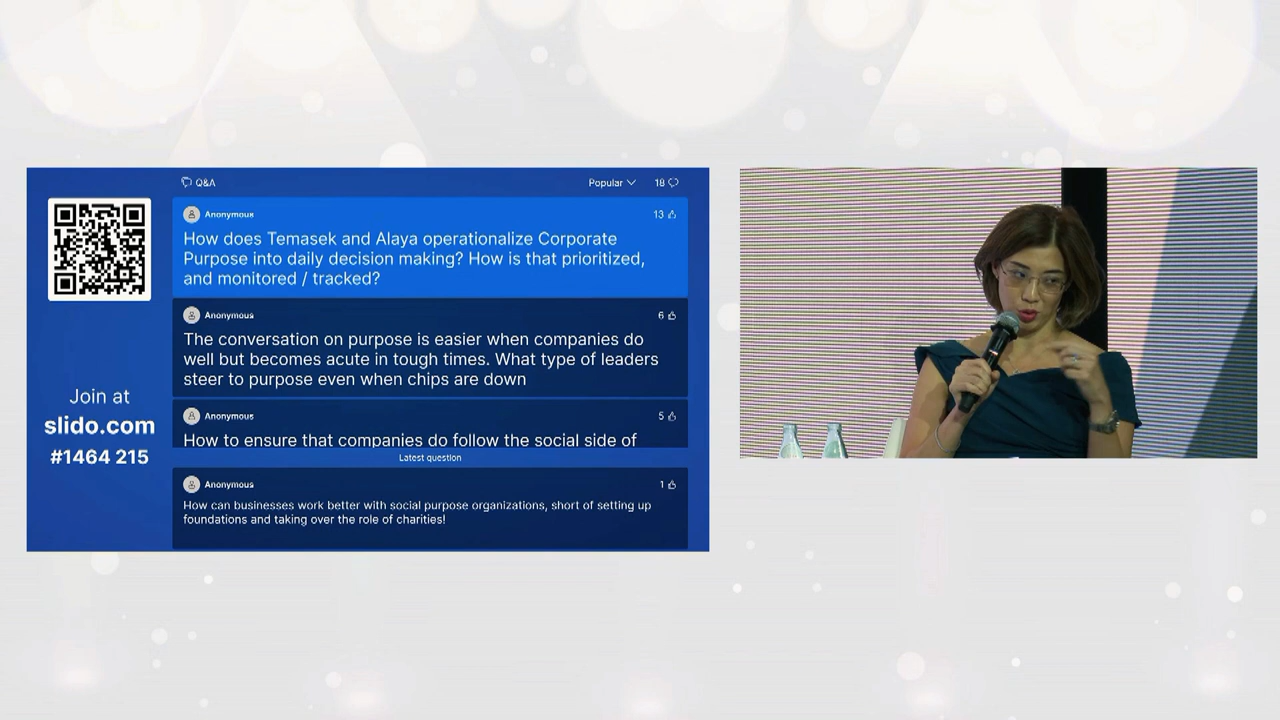 Q&A
Popular
18
Anonymous
13
How does Temasek and Alaya operationalize Corporate
Purpose into daily decision making? How is that prioritized,
and monitored / tracked?
Anonymous
6
The conversation on purpose is easier when companies do
well but becomes acute in tough times. What type of leaders
steer to purpose even when chips are down
Anonymous
5
How to ensure that companies do follow the social side of
Latest question
Anonymous
1
How can businesses work better with social purpose organizations, short of setting up
foundations and taking over the role of charities!
Join at
slido.com
#1464 215